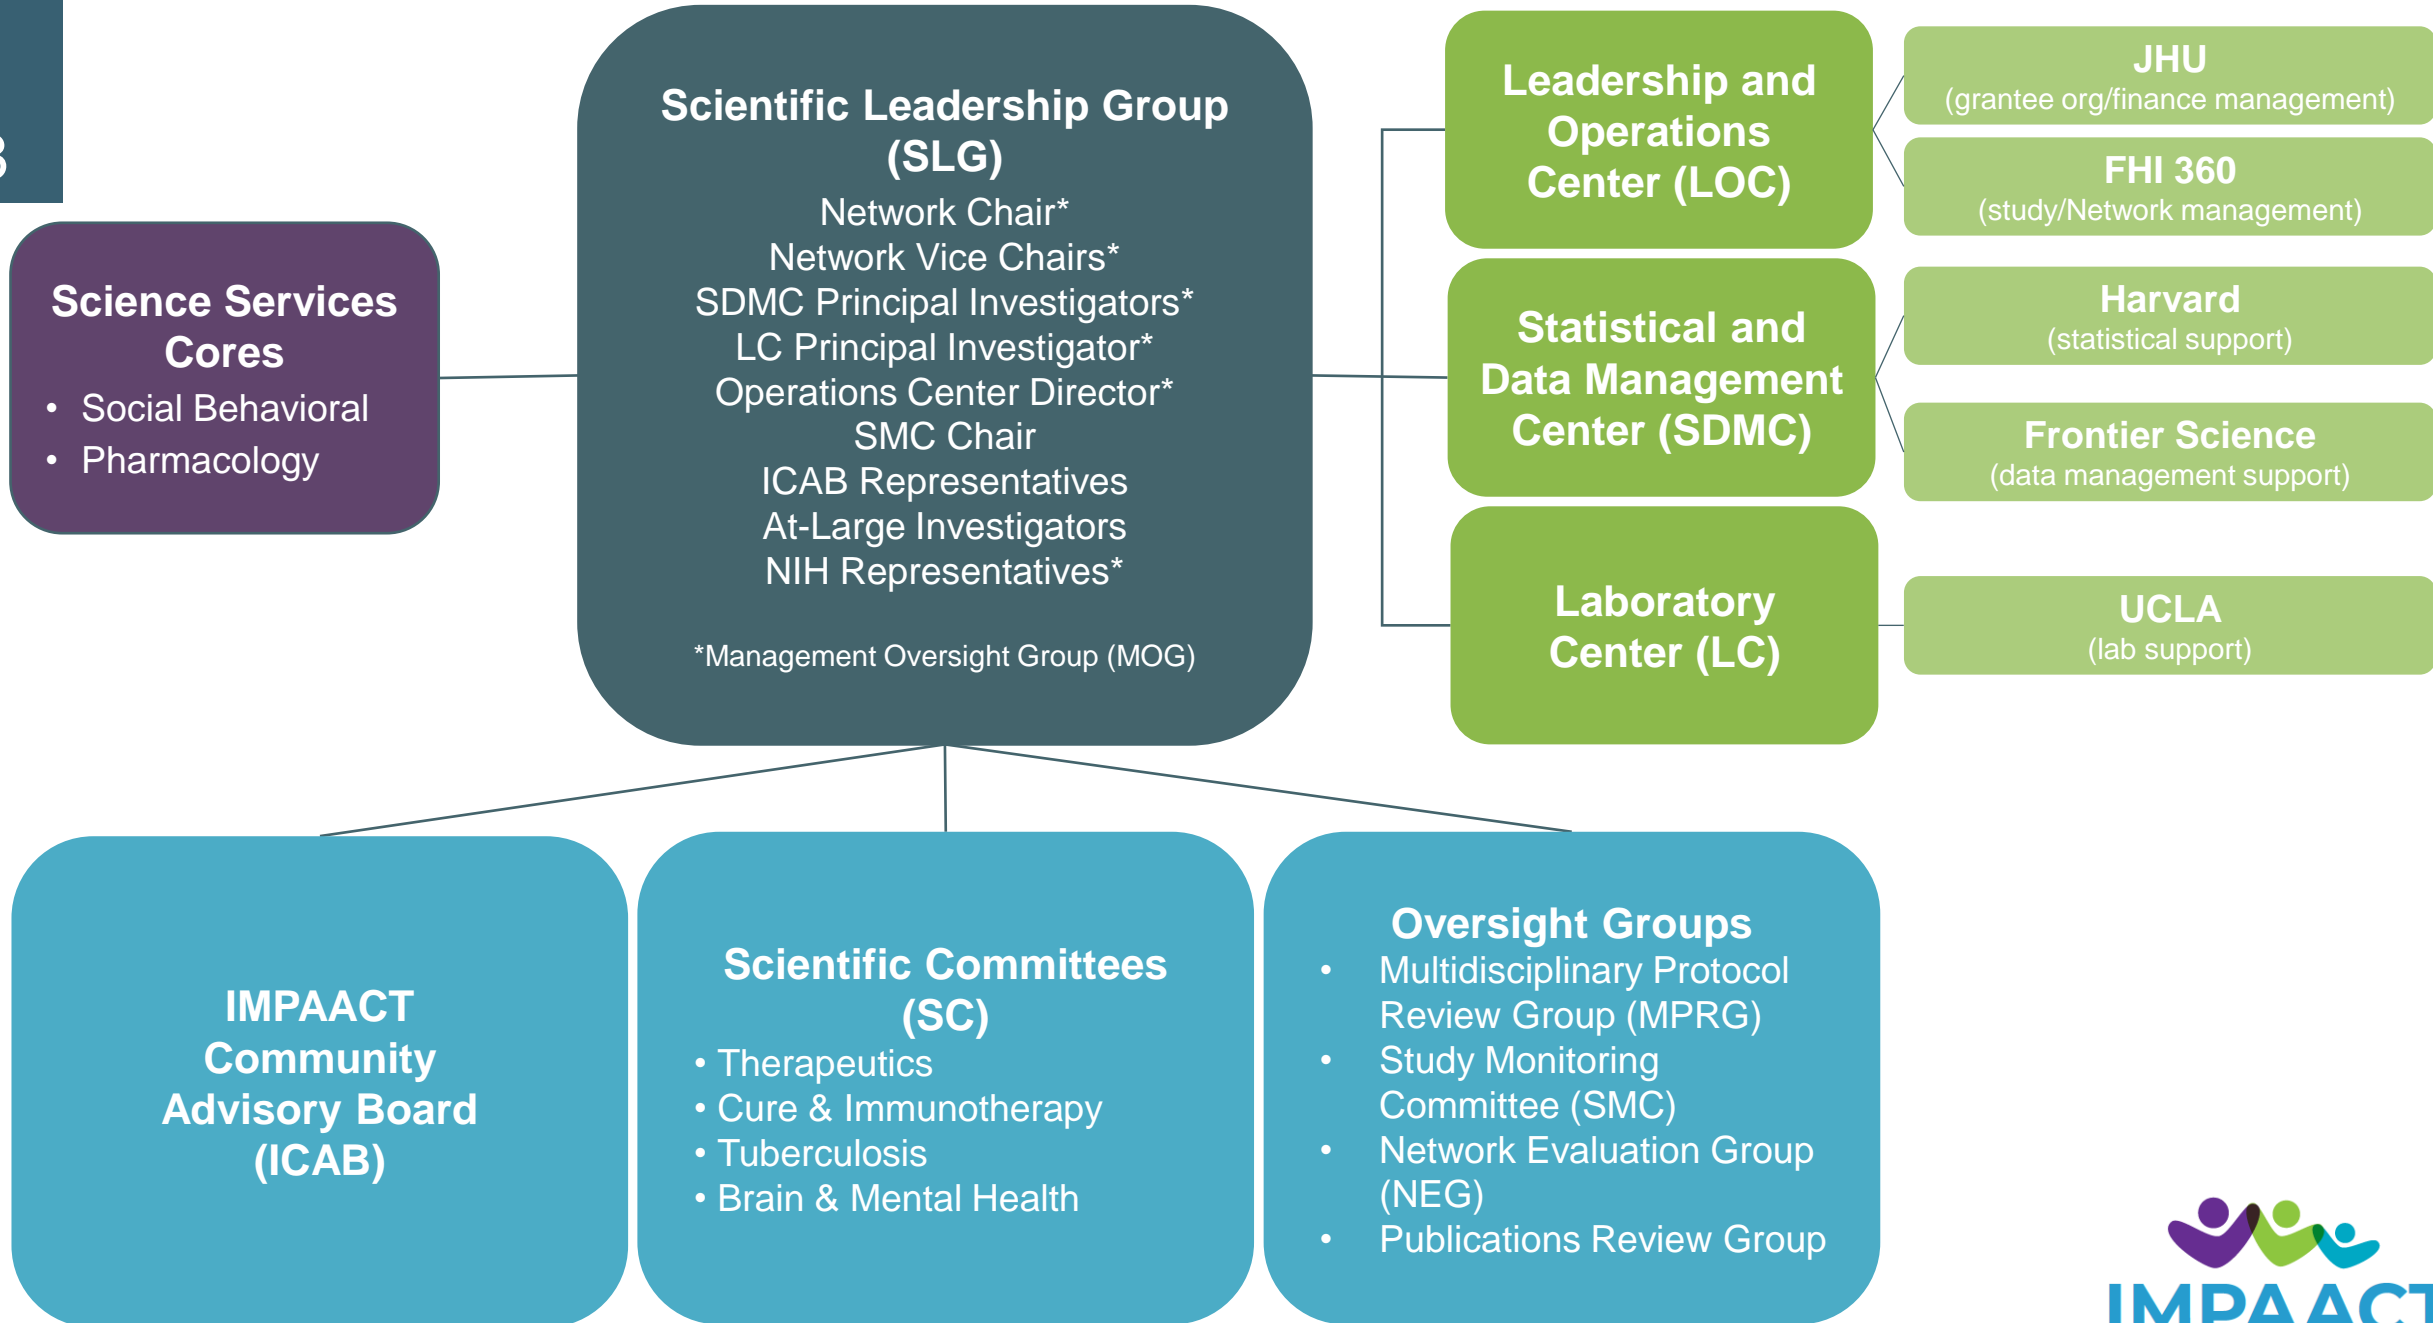 3
Science Services
Cores
• Social Behavioral
• Pharmacology
Scientific Leadership Group
(SLG)
Network Chair*
Network Vice Chairs*
SDMC Principal Investigators*
LC Principal Investigator*
Operations Center Director*
SMC Chair
ICAB Representatives
At-Large Investigators
NIH Representatives*
*Management Oversight Group (MOG)
Leadership and
Operations
Center (LOC)
JHU
(grantee org/finance management)
FHI 360
(study/Network management)
Statistical and
Data Management
Center (SDMC)
Harvard
(statistical support)
Frontier Science
(data management support)
Laboratory
Center (LC)
UCLA
(lab support)
IMPAACT
Community
Advisory Board
(ICAB)
Scientific Committees
(SC)
• Therapeutics
• Cure & Immunotherapy
• Tuberculosis
• Brain & Mental Health
Oversight Groups
• Multidisciplinary Protocol
Review Group (MPRG)
• Study Monitoring
Committee (SMC)
• Network Evaluation Group
(NEG)
• Publications Review Group
IMPAACT